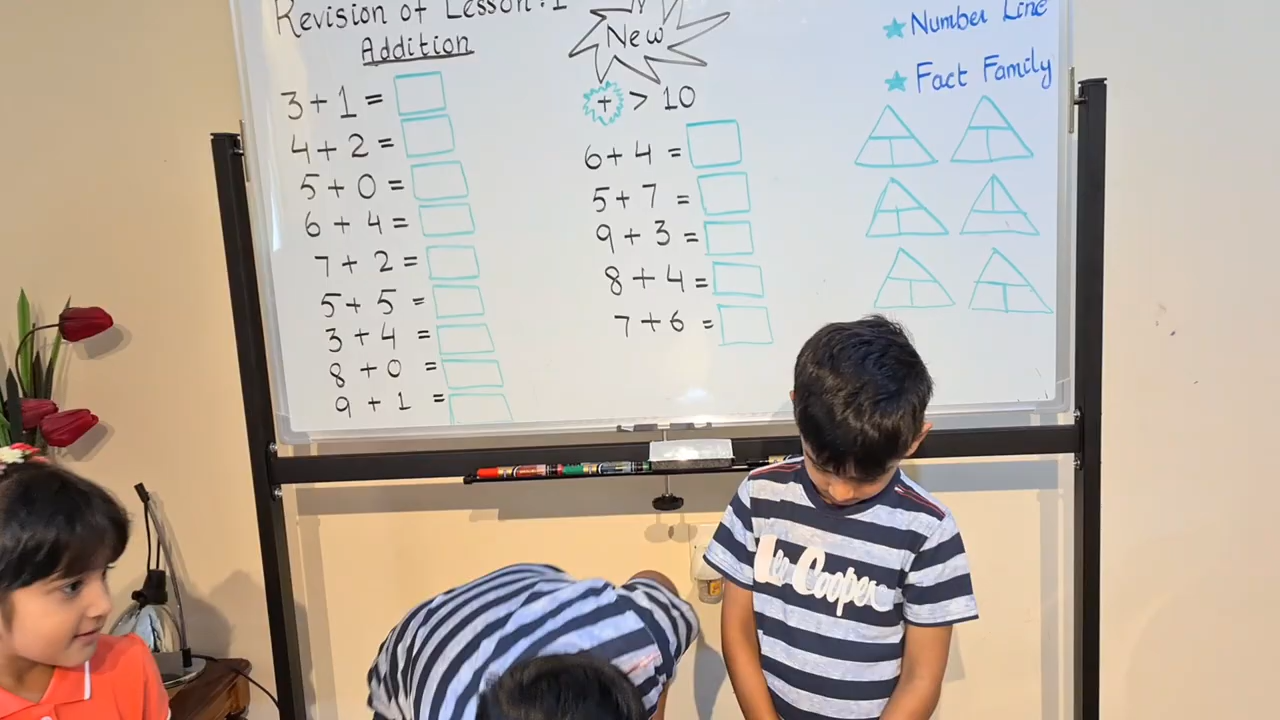 Revision of Lesson:1
Addition
3+1=
4+2=
5+0=
6+4=
7+2=
5+5=
3+4=
8+0=
9+1=
New
+ > 10
6+4=
5+7=
9+3=
8+4=
7+6=
Number Line
Fact Family
Lee Cooper